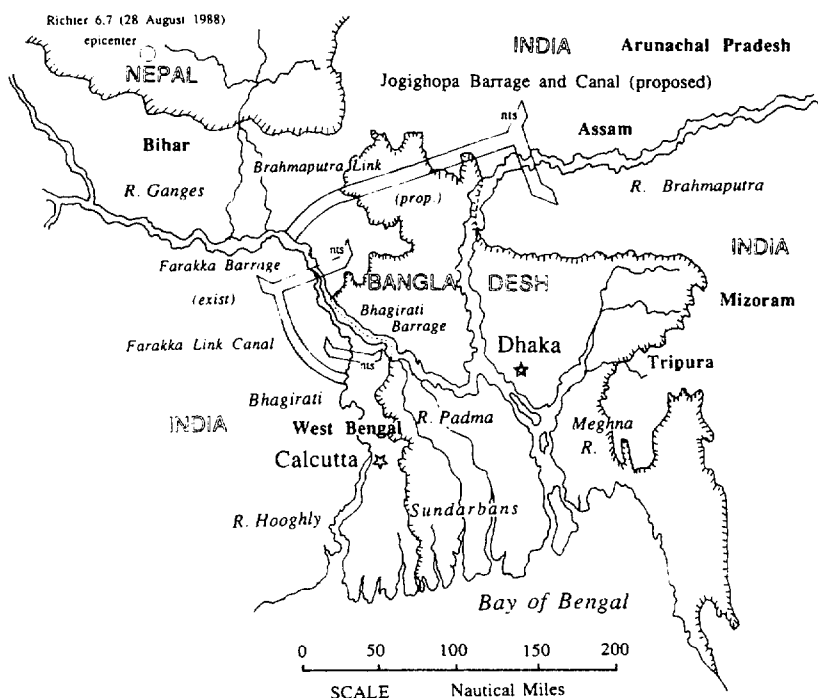 Richter 6.7 (28 August 1988)
epicenter
NEPAL
INDIA
Arunachal Pradesh
Jogighopa Barrage and Canal (proposed)
nts
Assam
Bihar
Brahmaputra Link
(prop.)
R. Ganges
R. Brahmaputra
INDIA
Farakka Barrage
(exist)
nts
BANGLA DESH
Mizoram
Bhagirati
Barrage
Farakka Link Canal
nts
Dhaka
Tripura
Bhagirati
INDIA
West Bengal
R. Padma
Meghna
R.
Calcutta
R. Hooghly
Sundarbans
Bay of Bengal
0 50 100 150 200
SCALE Nautical Miles